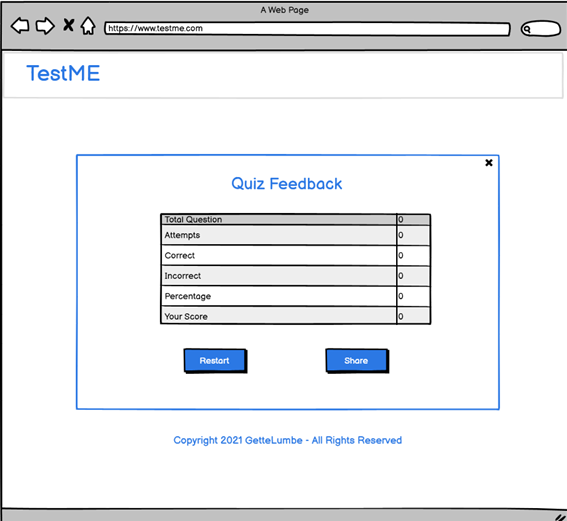 A Web Page
https://www.testme.com
TestME
Quiz Feedback
Total Question 0
Attempts 0
Correct 0
Incorrect 0
Percentage 0
Your Score 0
Restart Share
Copyright 2021 GetteLumbe - All Rights Reserved